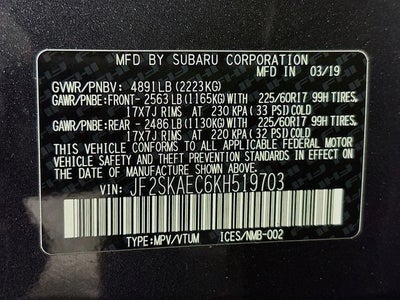 MFD BY SUBARU CORPORATION
MFD IN 03/19
GVWR/PNBV: 4891LB (2223KG)
GAWR/PNBE:FRONT- 2563LB (1165KG)WITH 225/60R17 99H TIRES,
17X7J RIMS AT 230 KPA (33 PSI) COLD
GAWR/PNBE:REAR - 2486LB (1130KG)WITH 225/60R17 99H TIRES,
17X7J RIMS AT 220 KPA (32 PSI) COLD
THIS VEHICLE CONFORMS TO ALL APPLICABLE FEDERAL MOTOR
VEHICLE SAFETY AND THEFT PREVENTION STANDARDS IN EFFECT ON
THE DATE OF MANUFACTURE SHOWN ABOVE.
VEHICLE
IDENTIFICATION: JF2SKAEC6KH519703
TYPE:MPV/VTUM ICES/NMB-002